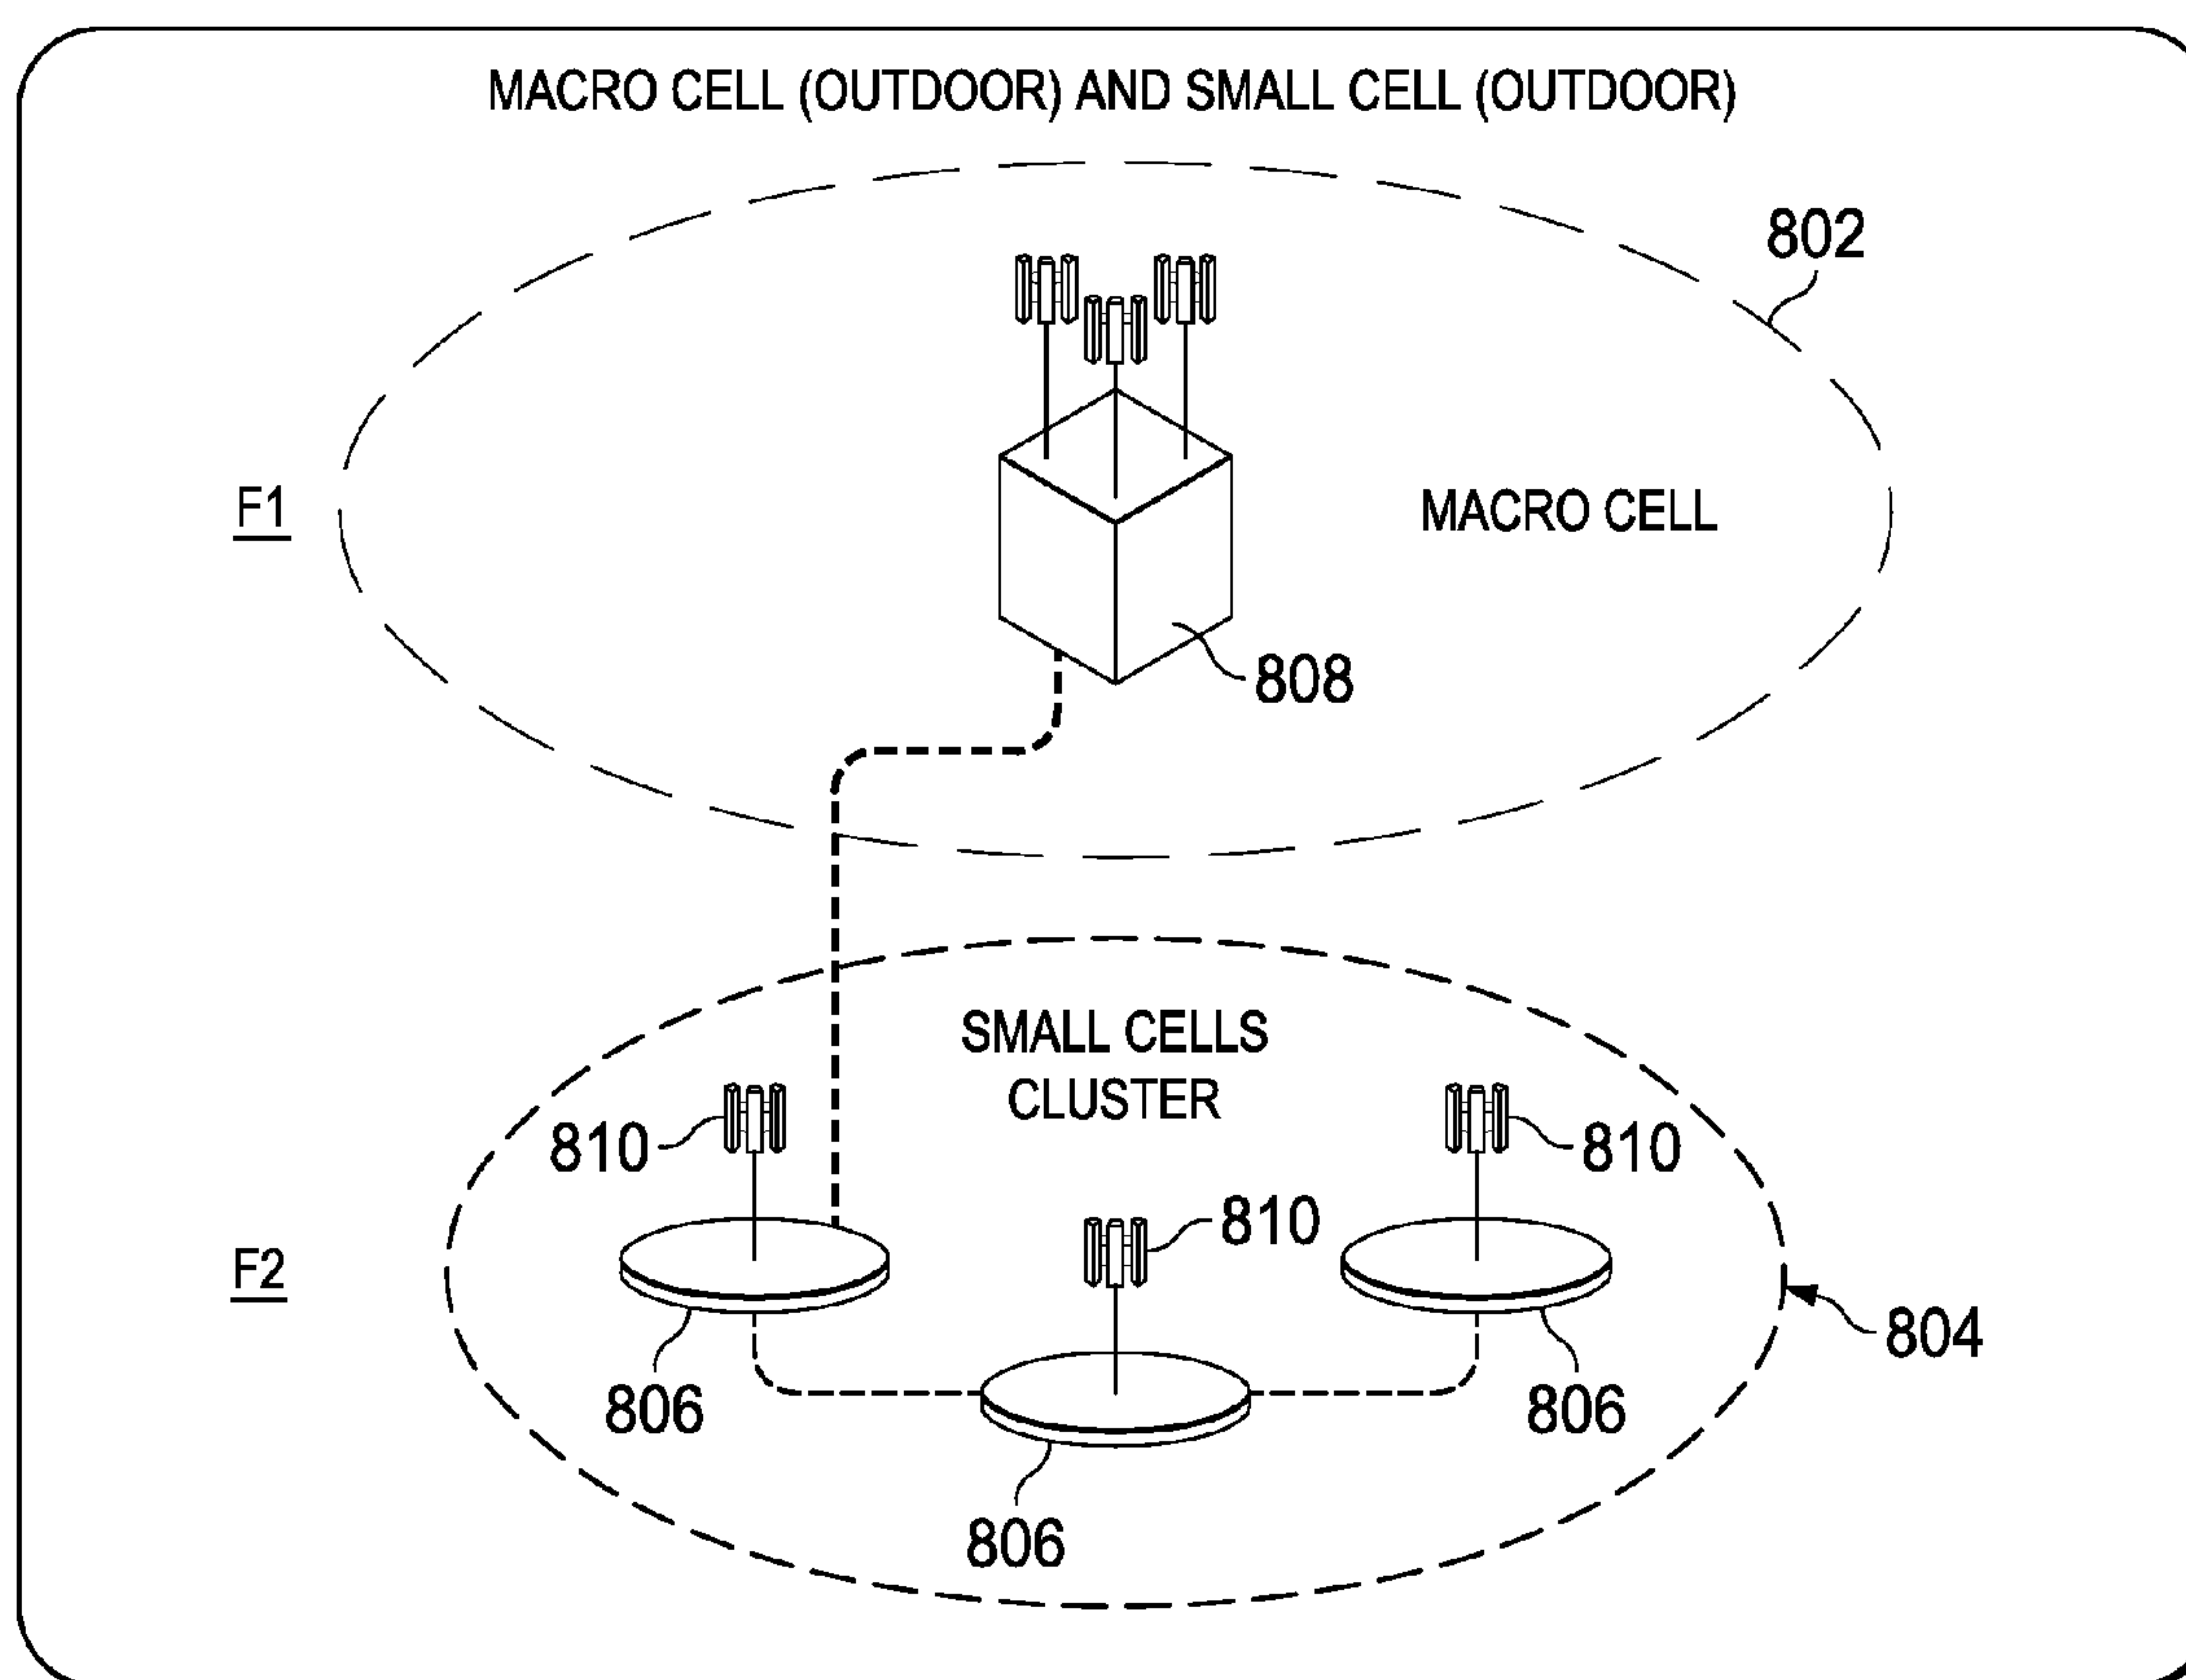 MACRO CELL (OUTDOOR) AND SMALL CELL (OUTDOOR)
802
F1
MACRO CELL
808
SMALL CELLS
CLUSTER
810
810
810
F2
804
806
806
806